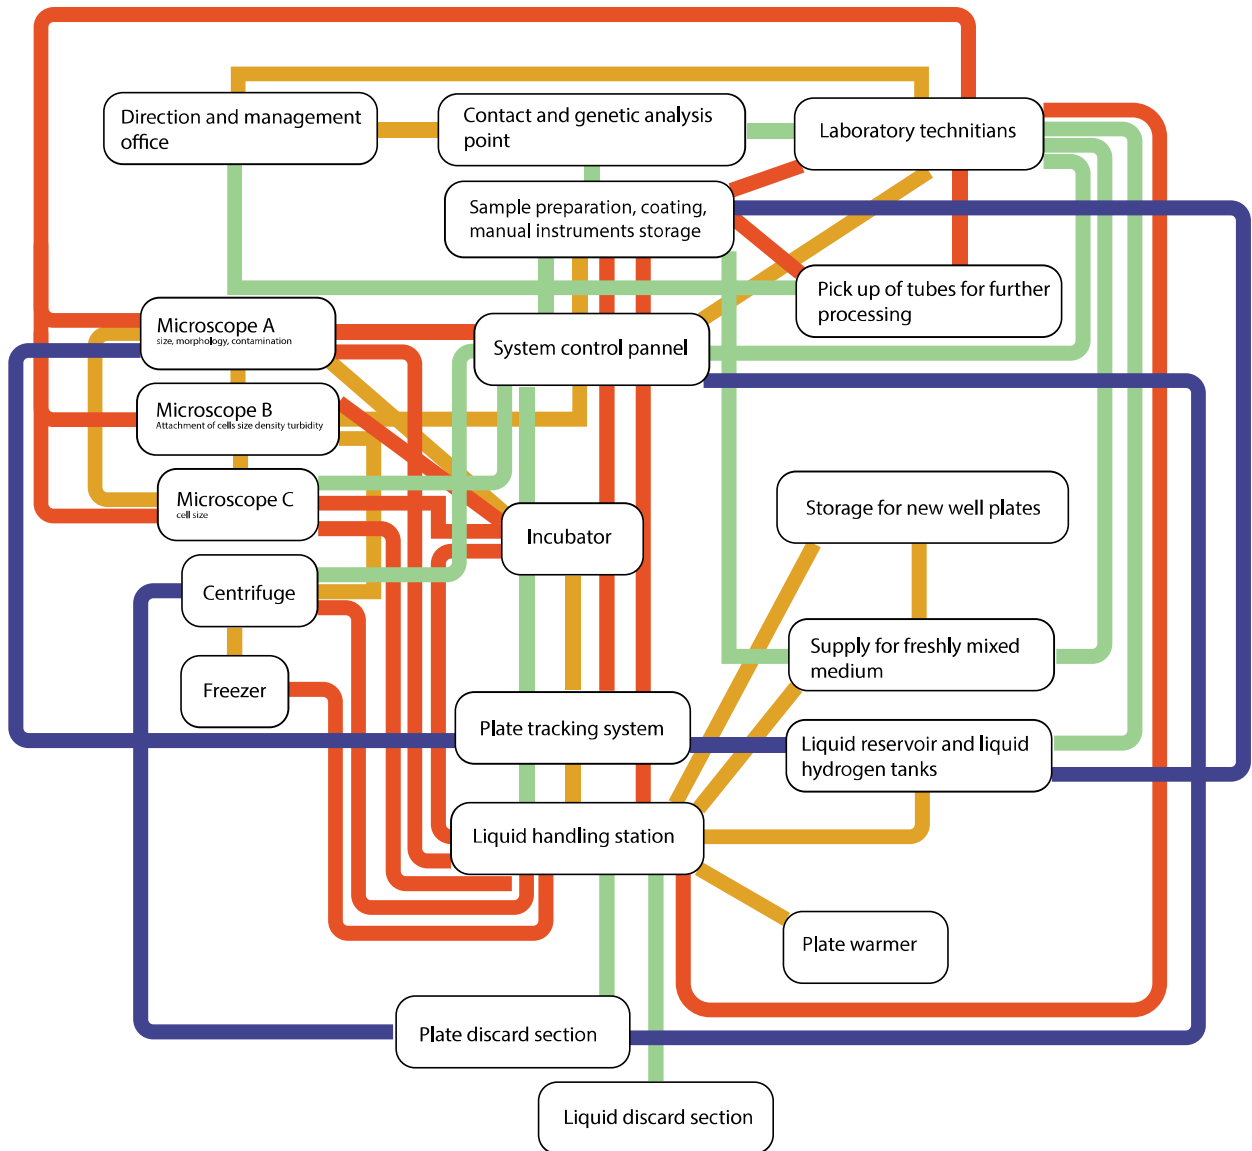 Direction and management
office
Contact and genetic analysis
point
Laboratory technitians
Sample preparation, coating,
manual instruments storage
Pick up of tubes for further
processing
Microscope A
size, morphology, contamination
System control pannel
Microscope B
Attachment of cells size density turbidity
Microscope C
cell size
Storage for new well plates
Incubator
Centrifuge
Supply for freshly mixed
medium
Freezer
Plate tracking system
Liquid reservoir and liquid
hydrogen tanks
Liquid handling station
Plate warmer
Plate discard section
Liquid discard section